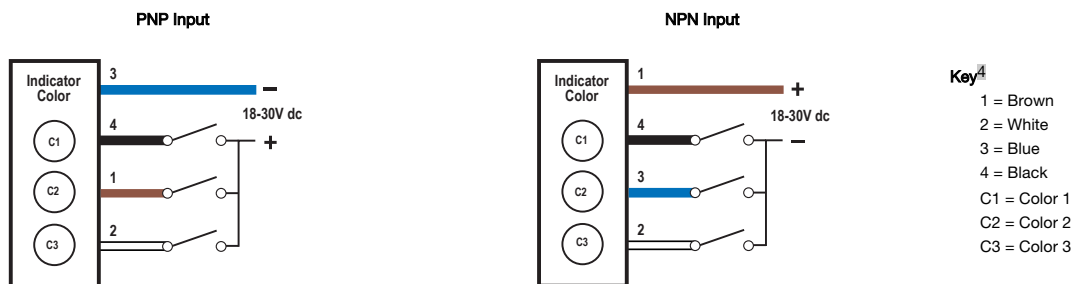 PNP Input
Indicator
Color
3
−
18-30V dc
4
+
C1
1
C2
2
C3
NPN Input
Indicator
Color
1
+
18-30V dc
4
−
C1
3
C2
2
C3
Key4
1 = Brown
2 = White
3 = Blue
4 = Black
C1 = Color 1
C2 = Color 2
C3 = Color 3